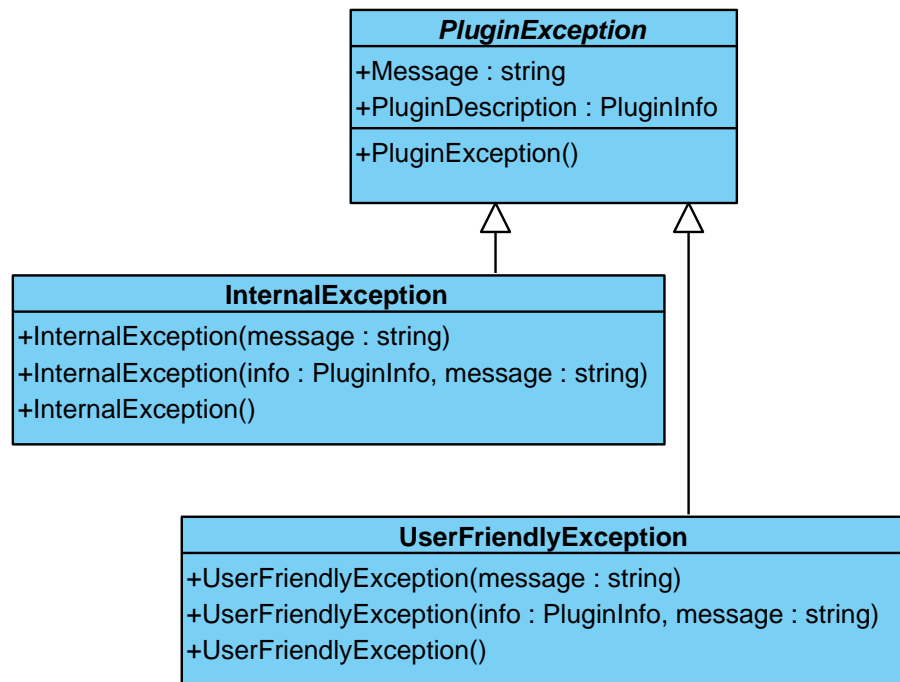 PluginException
+Message : string
+PluginDescription : PluginInfo
+PluginException()
InternalException
+InternalException(message : string)
+InternalException(info : PluginInfo, message : string)
+InternalException()
UserFriendlyException
+UserFriendlyException(message : string)
+UserFriendlyException(info : PluginInfo, message : string)
+UserFriendlyException()